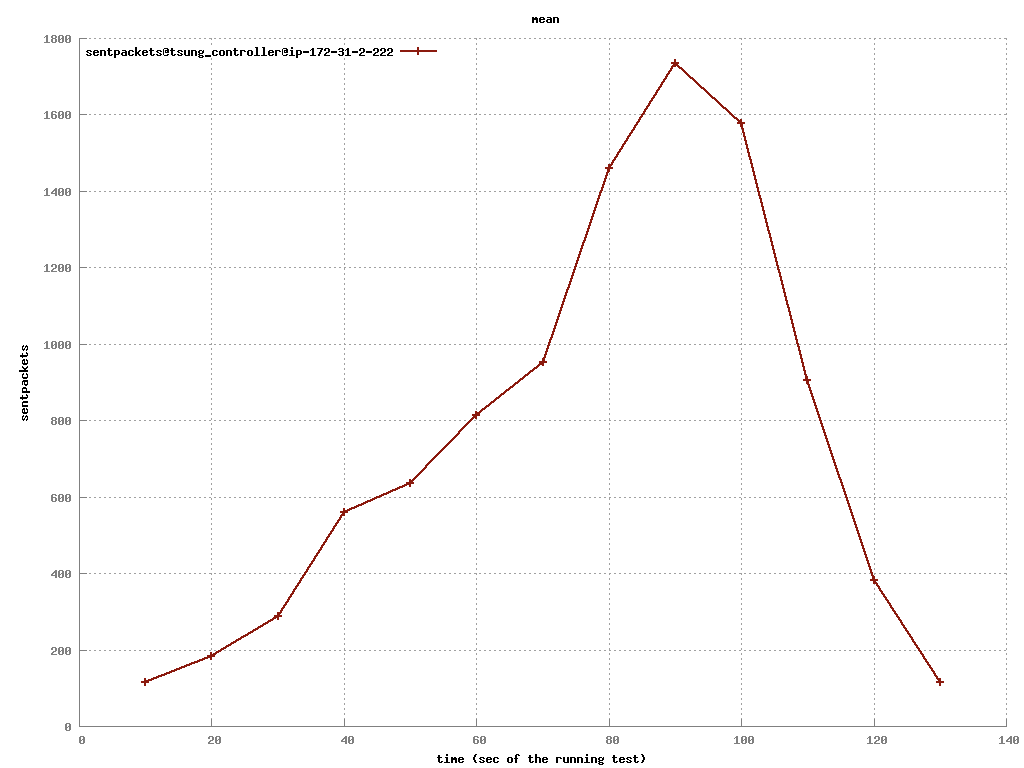 mean
sentpackets@tsung_controller@ip-172-31-2-222
1800
1600
1400
1200
1000
800
600
400
200
0
sentpackets
0 20 40 60 80 100 120 140
time (sec of the running test)